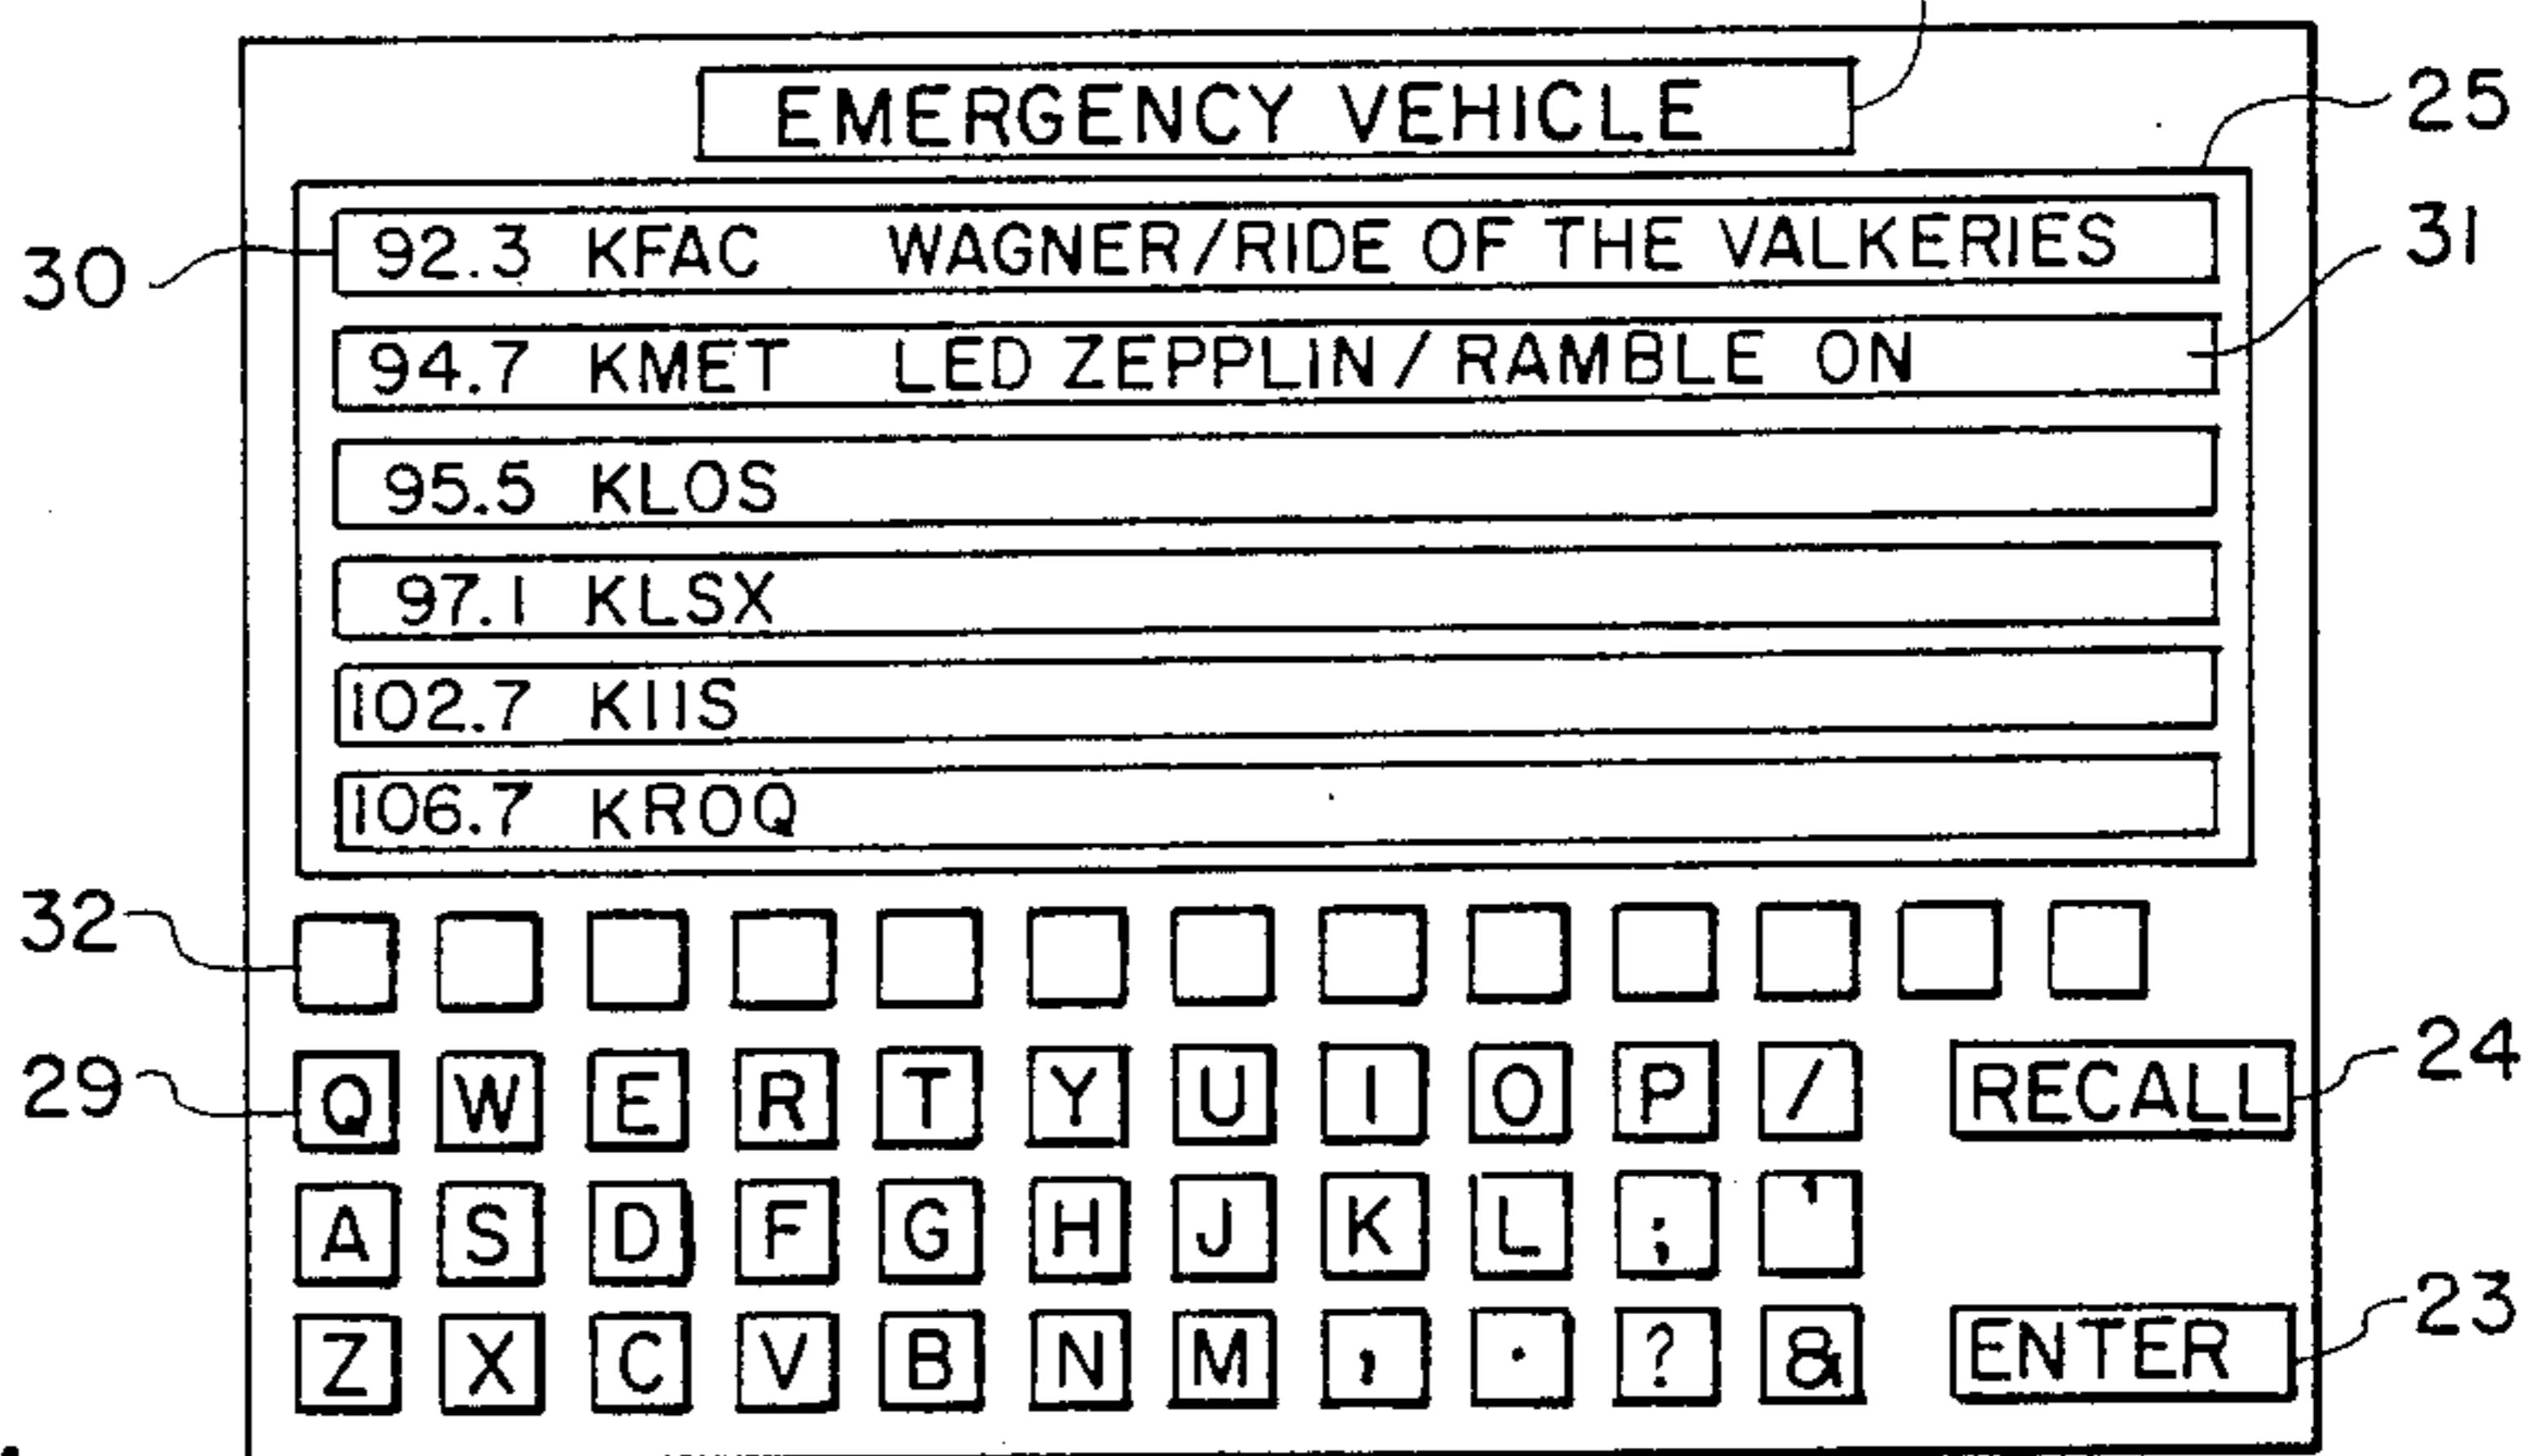 EMERGENCY VEHICLE
25
30 92.3 KFAC WAGNER/RIDE OF THE VALKERIES 31
94.7 KMET LED ZEPPLIN/RAMBLE ON
95.5 KLOS
97.1 KLSX
102.7 KIIS
106.7 KROQ
32
29 Q W E R T Y U I O P / RECALL 24
A S D F G H J K L ; '
Z X C V B N M , . ? & ENTER 23